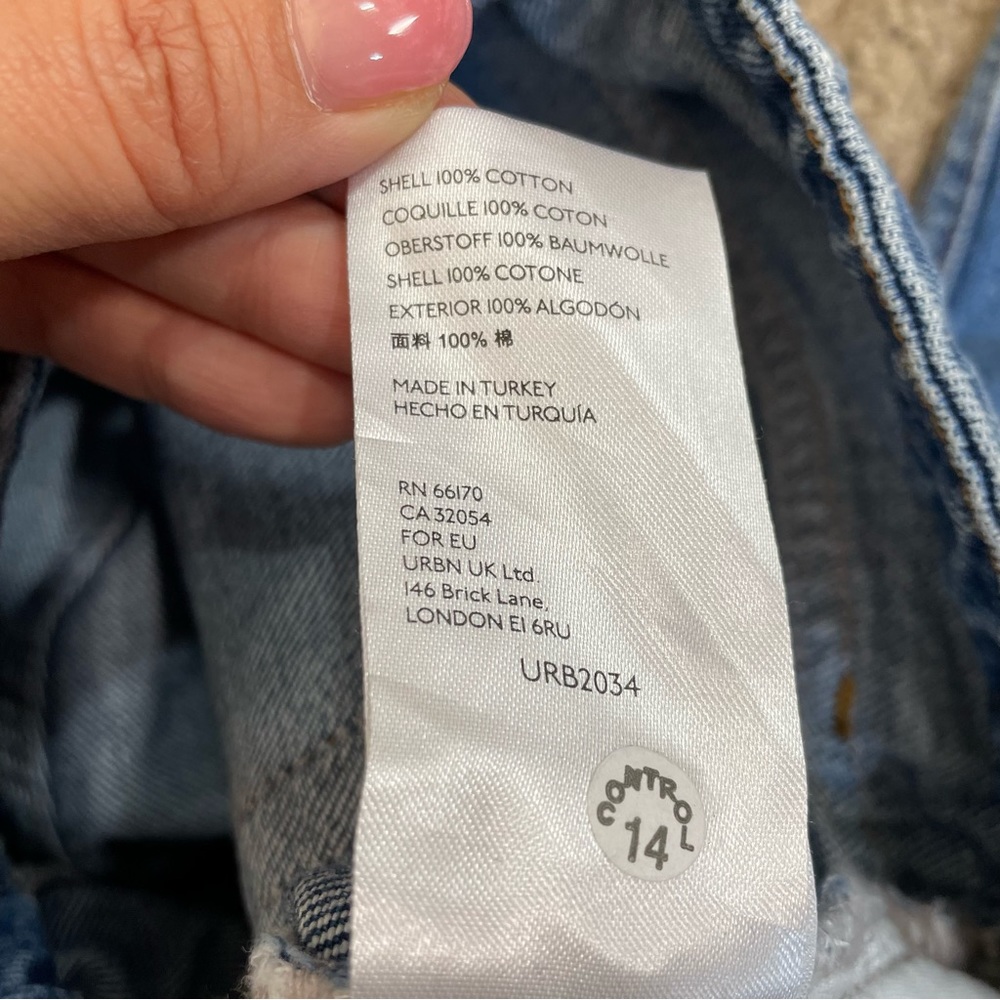 SHELL 100% COTTON
COQUILLE 100% COTON
OBERSTOFF 100% BAUMWOLLE
SHELL 100% COTONE
EXTERIOR 100% ALGODÓN
面料 100% 棉
MADE IN TURKEY
HECHO EN TURQUÍA
RN 66170
CA 32054
FOR EU
URBN UK Ltd.
146 Brick Lane,
LONDON E1 6RU
URB2034
CONTROL
14